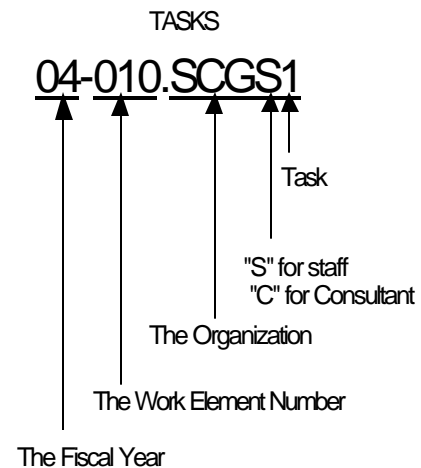 TASKS
04-010.SCGS1
Task
"S" for staff
"C" for Consultant
The Organization
The Work Element Number
The Fiscal Year